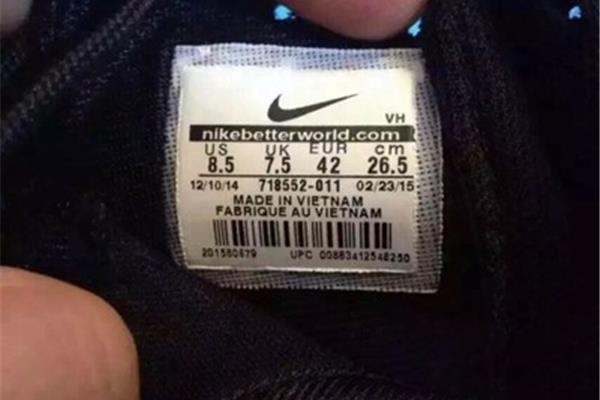 VH
nikebetterworld.com
US UK EUR cm
8.5 7.5 42 26.5
12/10/14 718552-011 02/23/15
MADE IN VIETNAM
FABRIQUE AU VIETNAM
201560679 UPC 00883412548250